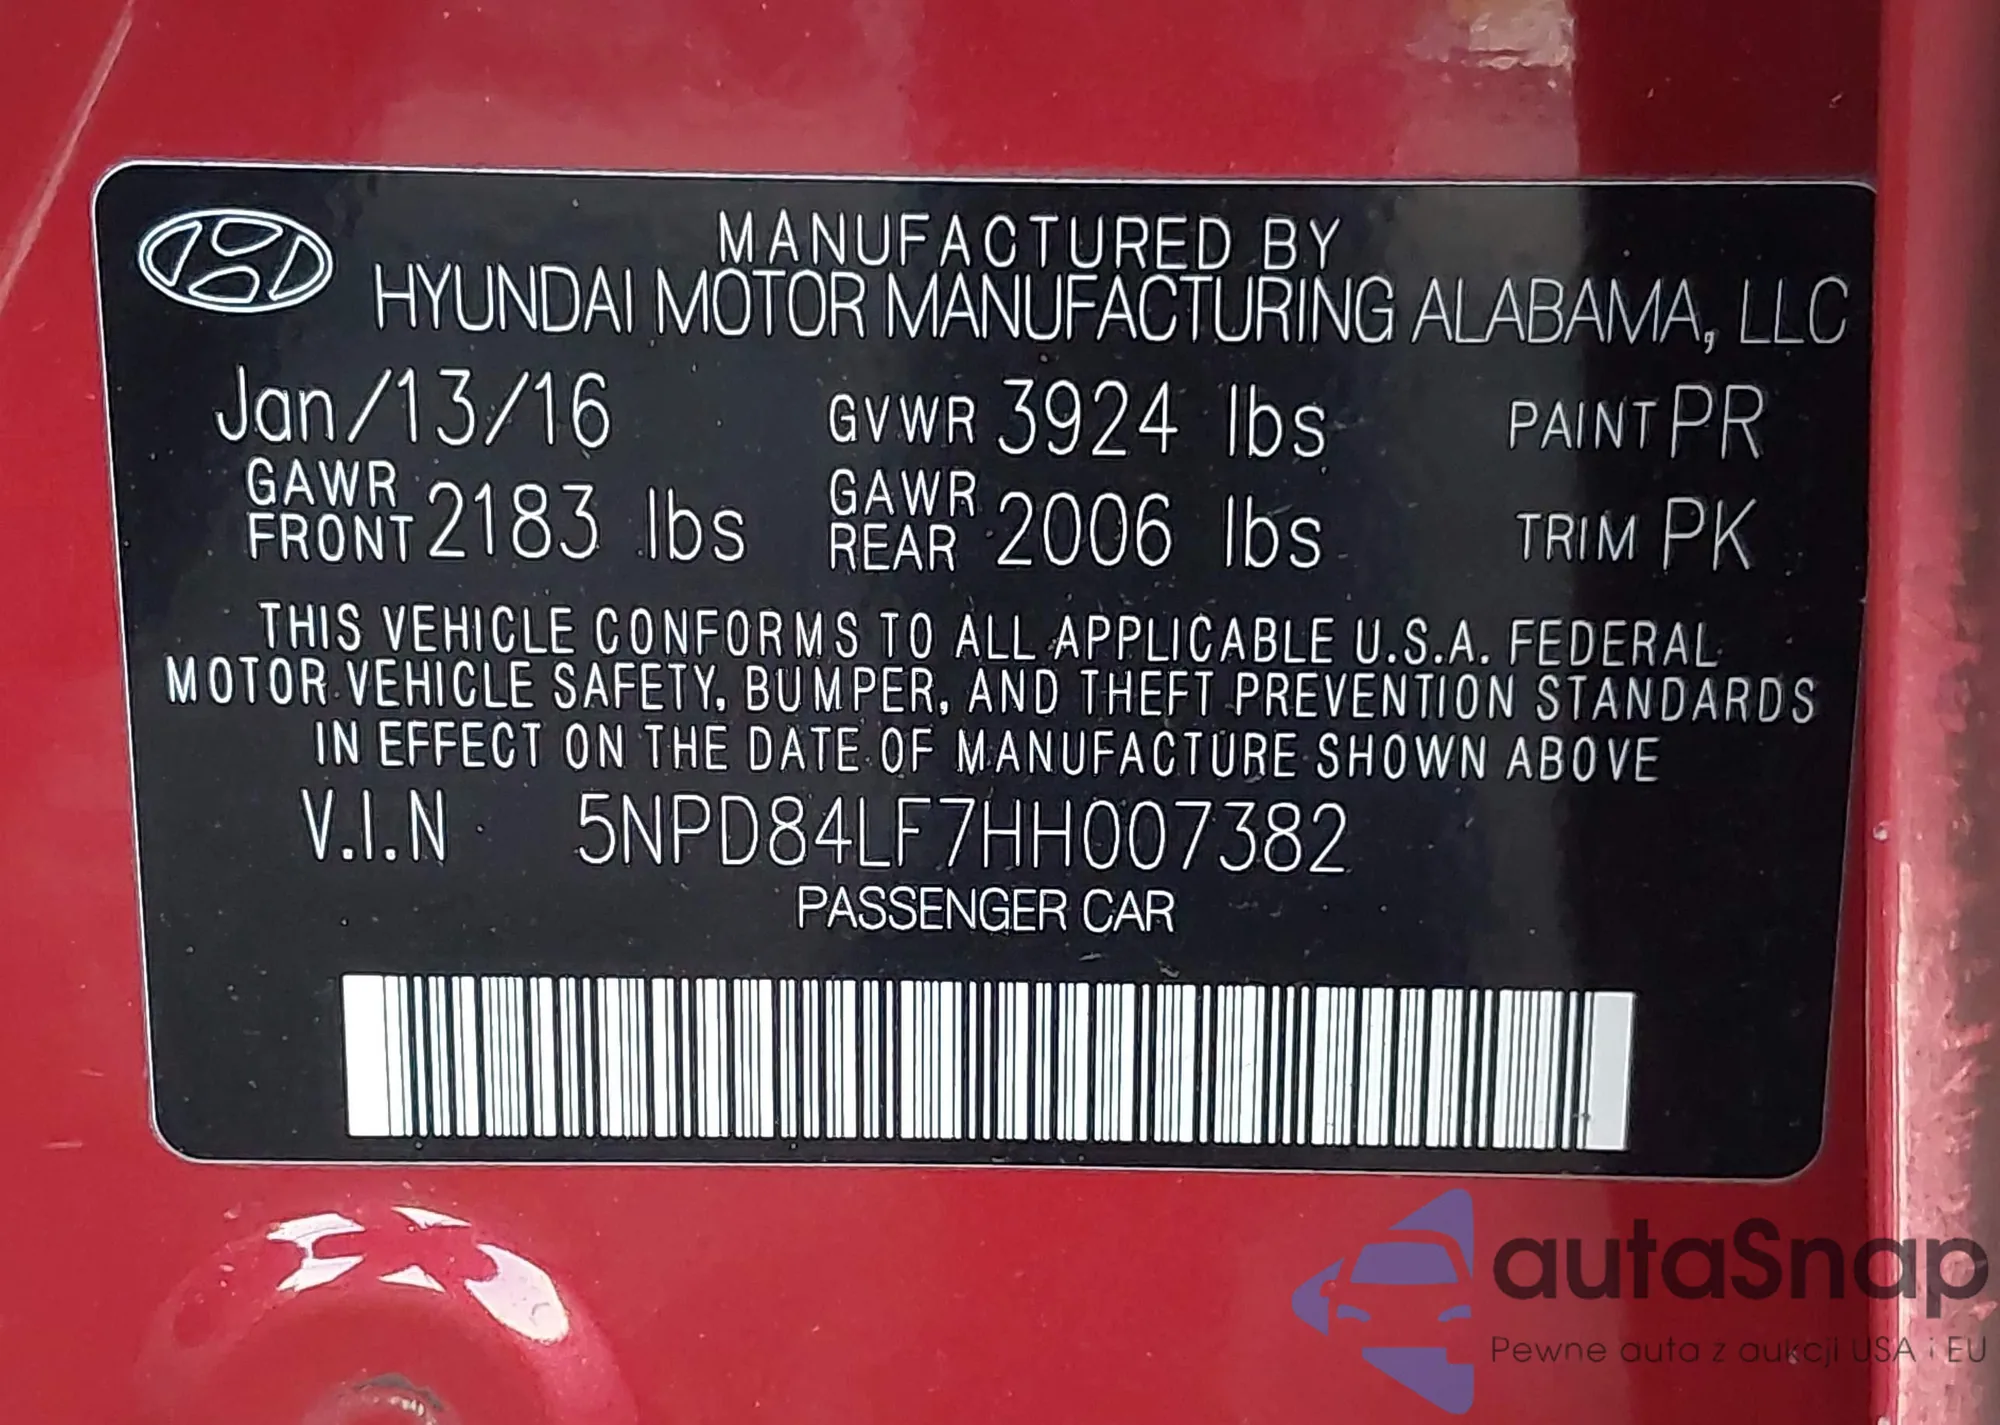 MANUFACTURED BY
HYUNDAI MOTOR MANUFACTURING ALABAMA, LLC
Jan/13/16 GVWR 3924 lbs PAINT PR
GAWR FRONT 2183 lbs GAWR REAR 2006 lbs TRIM PK
THIS VEHICLE CONFORMS TO ALL APPLICABLE U.S.A. FEDERAL
MOTOR VEHICLE SAFETY, BUMPER, AND THEFT PREVENTION STANDARDS
IN EFFECT ON THE DATE OF MANUFACTURE SHOWN ABOVE
V.I.N 5NPD84LF7HH007382
PASSENGER CAR
autaSnap
Pewne auta z aukcji USA i EU